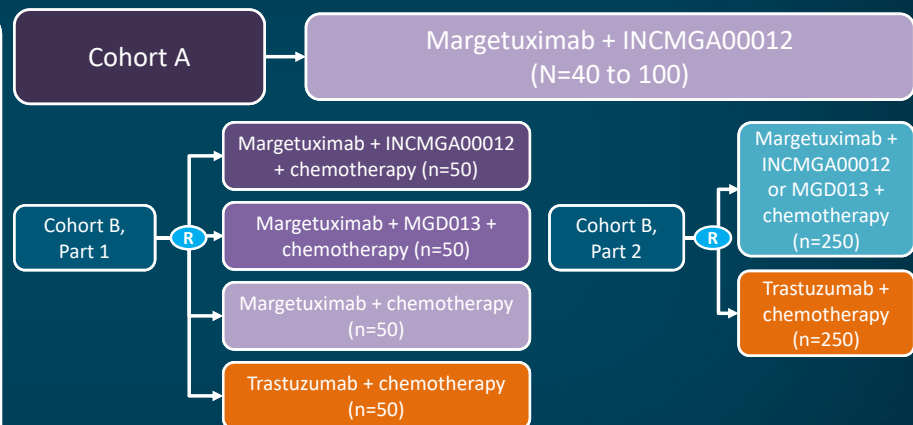 Cohort A
Margetuximab + INCMGA00012
(N=40 to 100)
Cohort B,
Part 1
R
Margetuximab + INCMGA00012
+ chemotherapy (n=50)
Margetuximab + MGD013 +
chemotherapy (n=50)
Margetuximab + chemotherapy
(n=50)
Trastuzumab + chemotherapy
(n=50)
Cohort B,
Part 2
R
Margetuximab +
INCMGA00012
or MGD013 +
chemotherapy
(n=250)
Trastuzumab +
chemotherapy
(n=250)